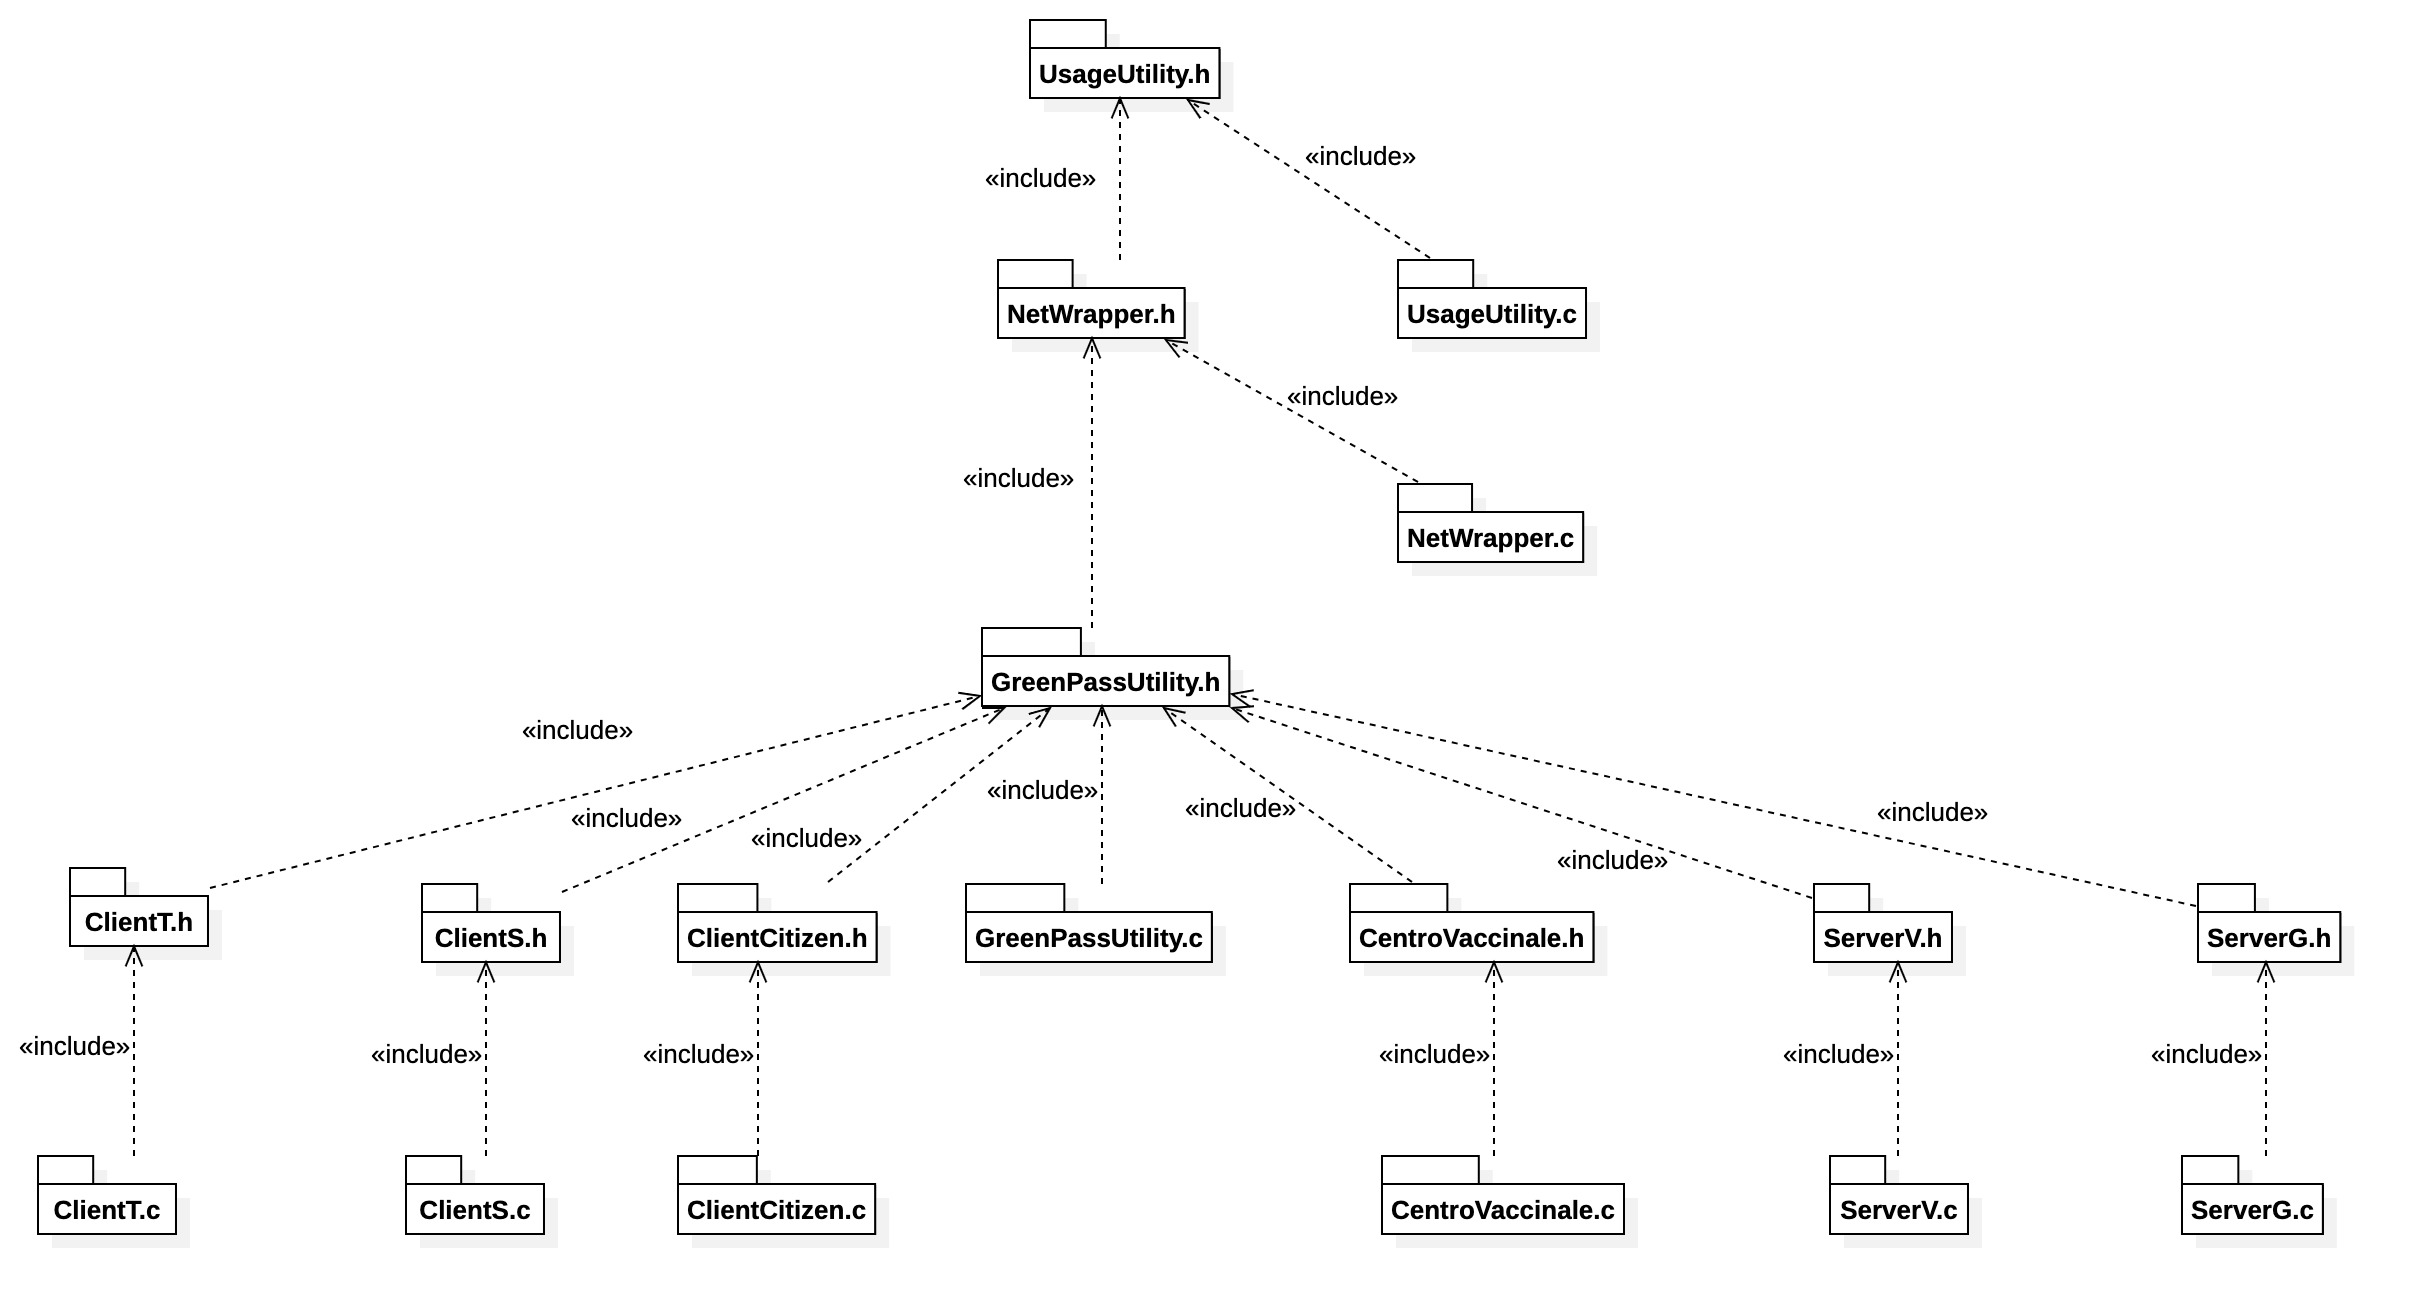 UsageUtility.h
«include»
«include»
NetWrapper.h
UsageUtility.c
«include»
«include»
NetWrapper.c
GreenPassUtility.h
«include»
«include»
«include»
«include»
«include»
«include»
«include»
ClientT.h
ClientS.h
ClientCitizen.h
GreenPassUtility.c
CentroVaccinale.h
ServerV.h
ServerG.h
«include»
«include»
«include»
«include»
«include»
«include»
ClientT.c
ClientS.c
ClientCitizen.c
CentroVaccinale.c
ServerV.c
ServerG.c